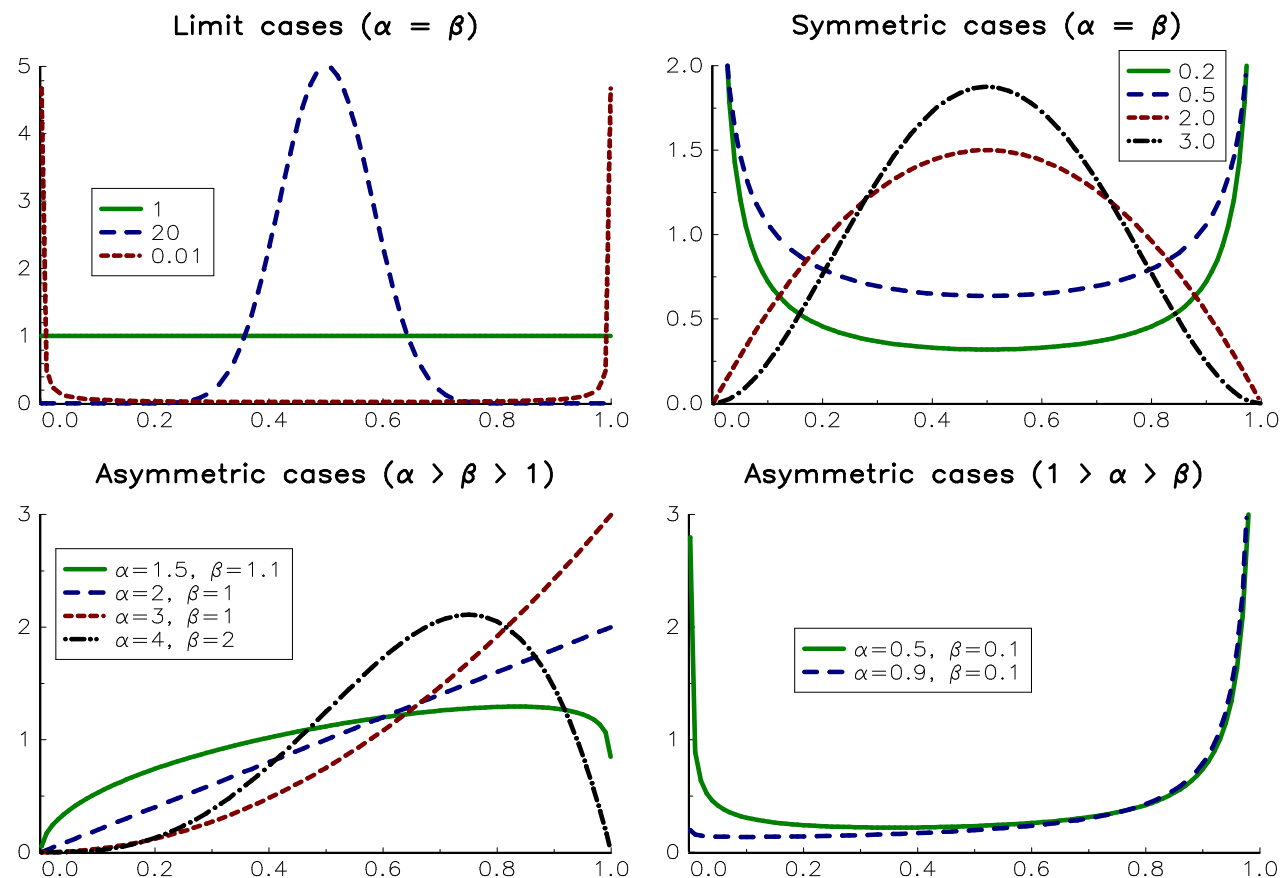 Limit cases (α = β)
5
4
3
2
1
0
1
20
0.01
0.0 0.2 0.4 0.6 0.8 1.0
Symmetric cases (α = β)
2.0
1.5
1.0
0.5
0.0
0.2
0.5
2.0
3.0
0.0 0.2 0.4 0.6 0.8 1.0
Asymmetric cases (α > β > 1)
3
2
1
0
α=1.5, β=1.1
α=2, β=1
α=3, β=1
α=4, β=2
0.0 0.2 0.4 0.6 0.8 1.0
Asymmetric cases (1 > α > β)
3
2
1
0
α=0.5, β=0.1
α=0.9, β=0.1
0.0 0.2 0.4 0.6 0.8 1.0